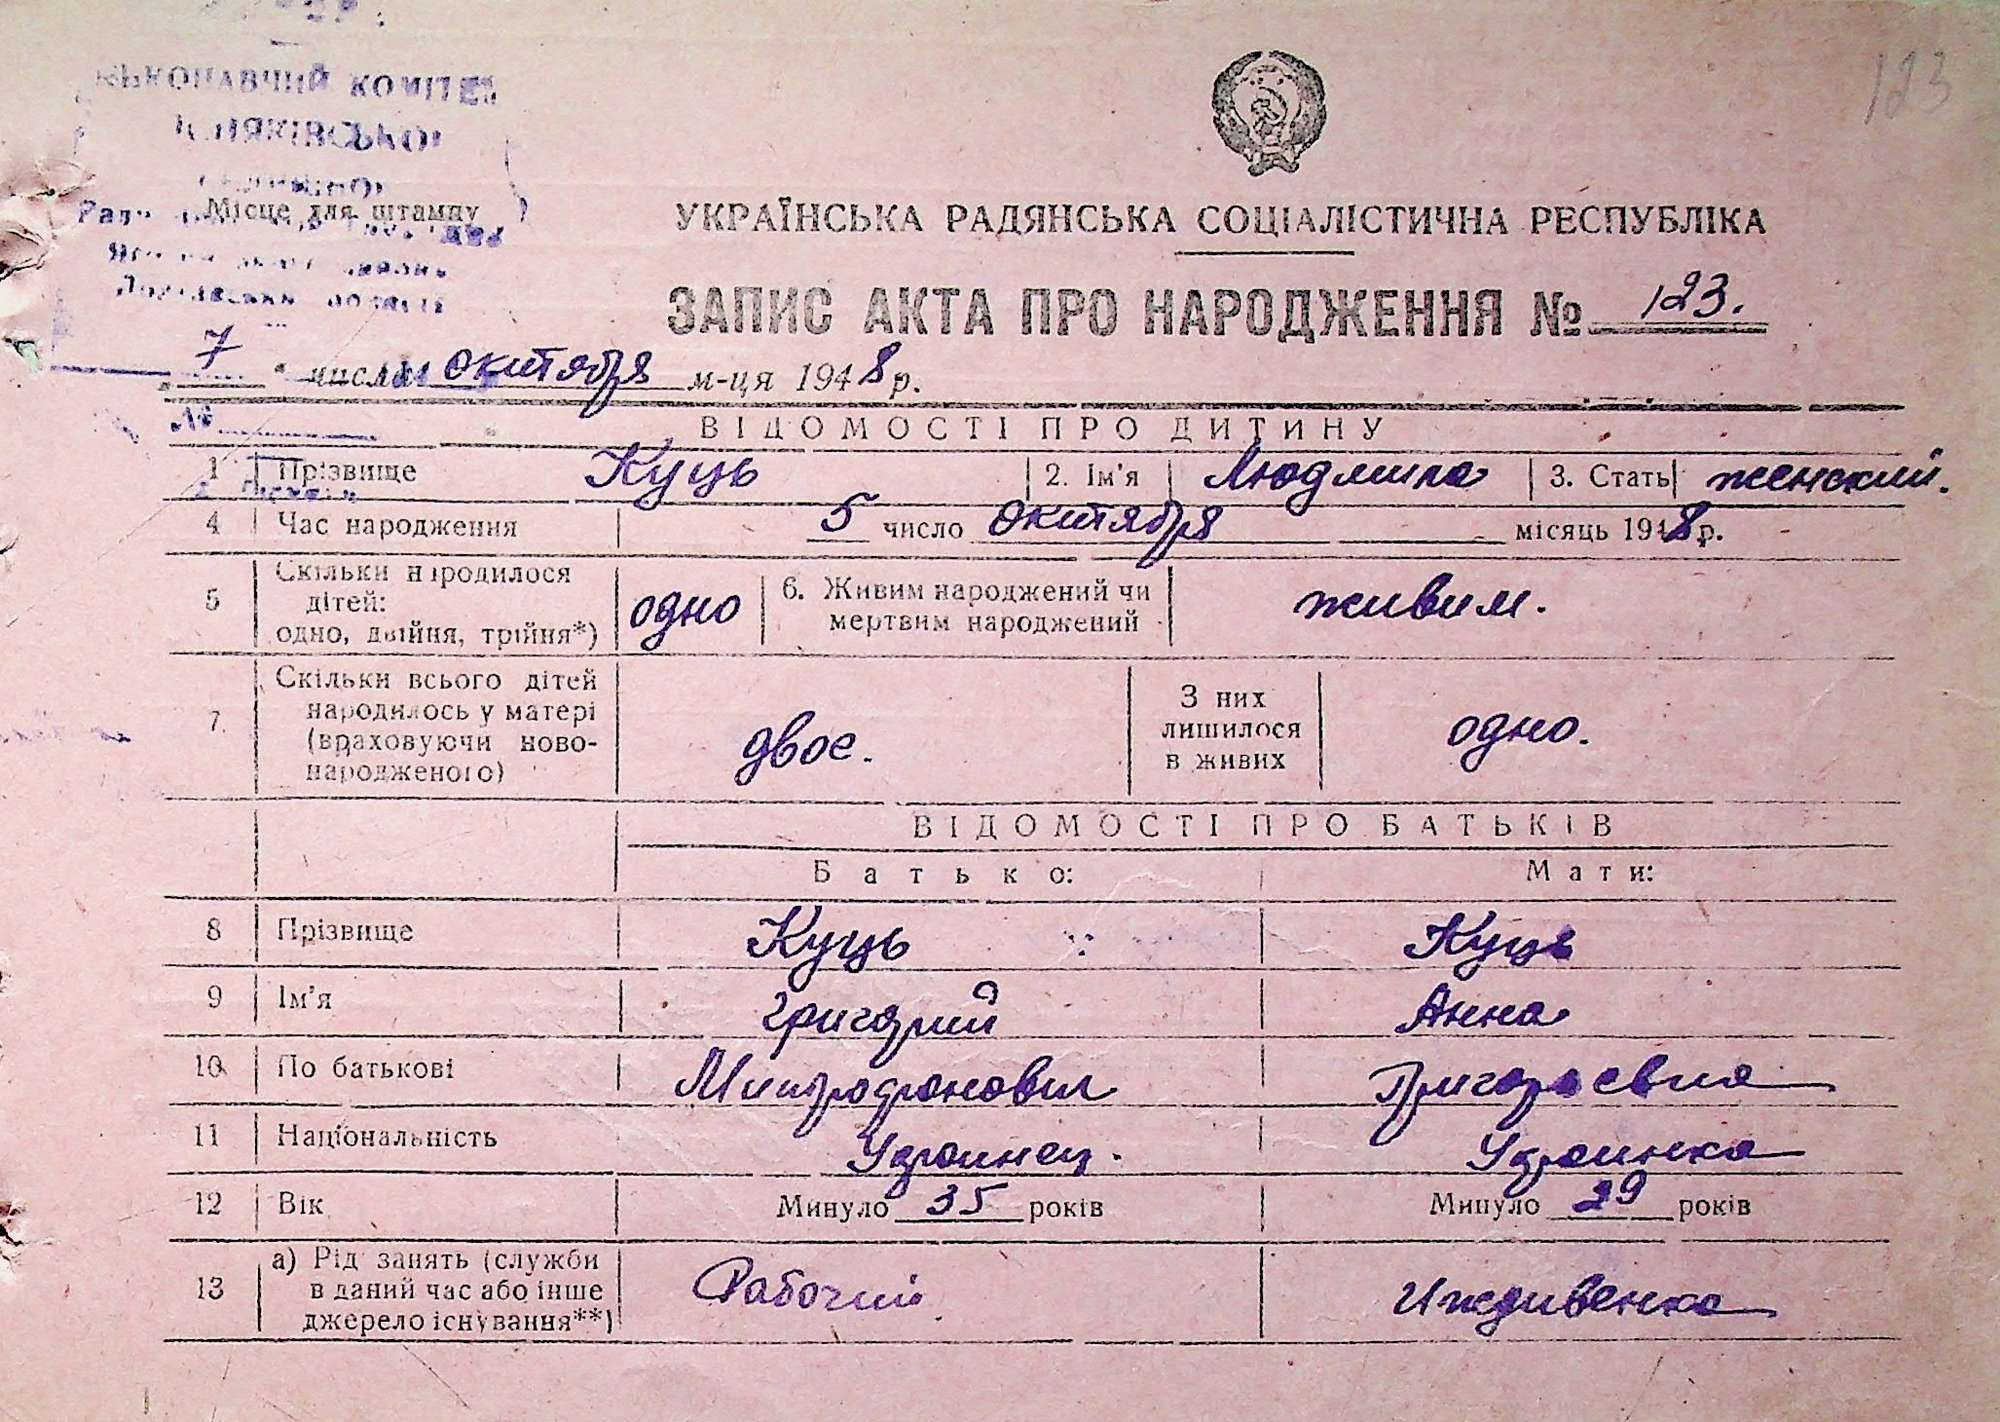 123
КОМІТЕ
Місце для штампу
УКРАЇНСЬКА РАДЯНСЬКА СОЦІАЛІСТИЧНА РЕСПУБЛІКА
ЗАПИС АКТА ПРО НАРОДЖЕННЯ № 123.
„ 7 " числа октября м-ця 1948 р.
№
ВІДОМОСТІ ПРО ДИТИНУ
1 Прізвище Куць 2. Ім'я Людмила 3. Стать женский.
4 Час народження 5 число октября місяць 1948 р.
5 Скільки народилося
дітей:
одно, двійня, трійня*) одно 6. Живим народжений чи
мертвим народжений живим.
7 Скільки всього дітей
народилось у матері
(враховуючи ново-
народженого) двое. З них
лишилося
в живих одно.
ВІДОМОСТІ ПРО БАТЬКІВ
Батько: Мати:
8 Прізвище Куць Куць
9 Ім'я Григорий Анна
10 По батькові Митрофанович Григорьевна
11 Національність Украинец. Украинка
12 Вік Минуло 35 років Минуло 29 років
13 а) Рід занять (служби
в даний час або інше
джерело існування**) Рабочий Иждивенка